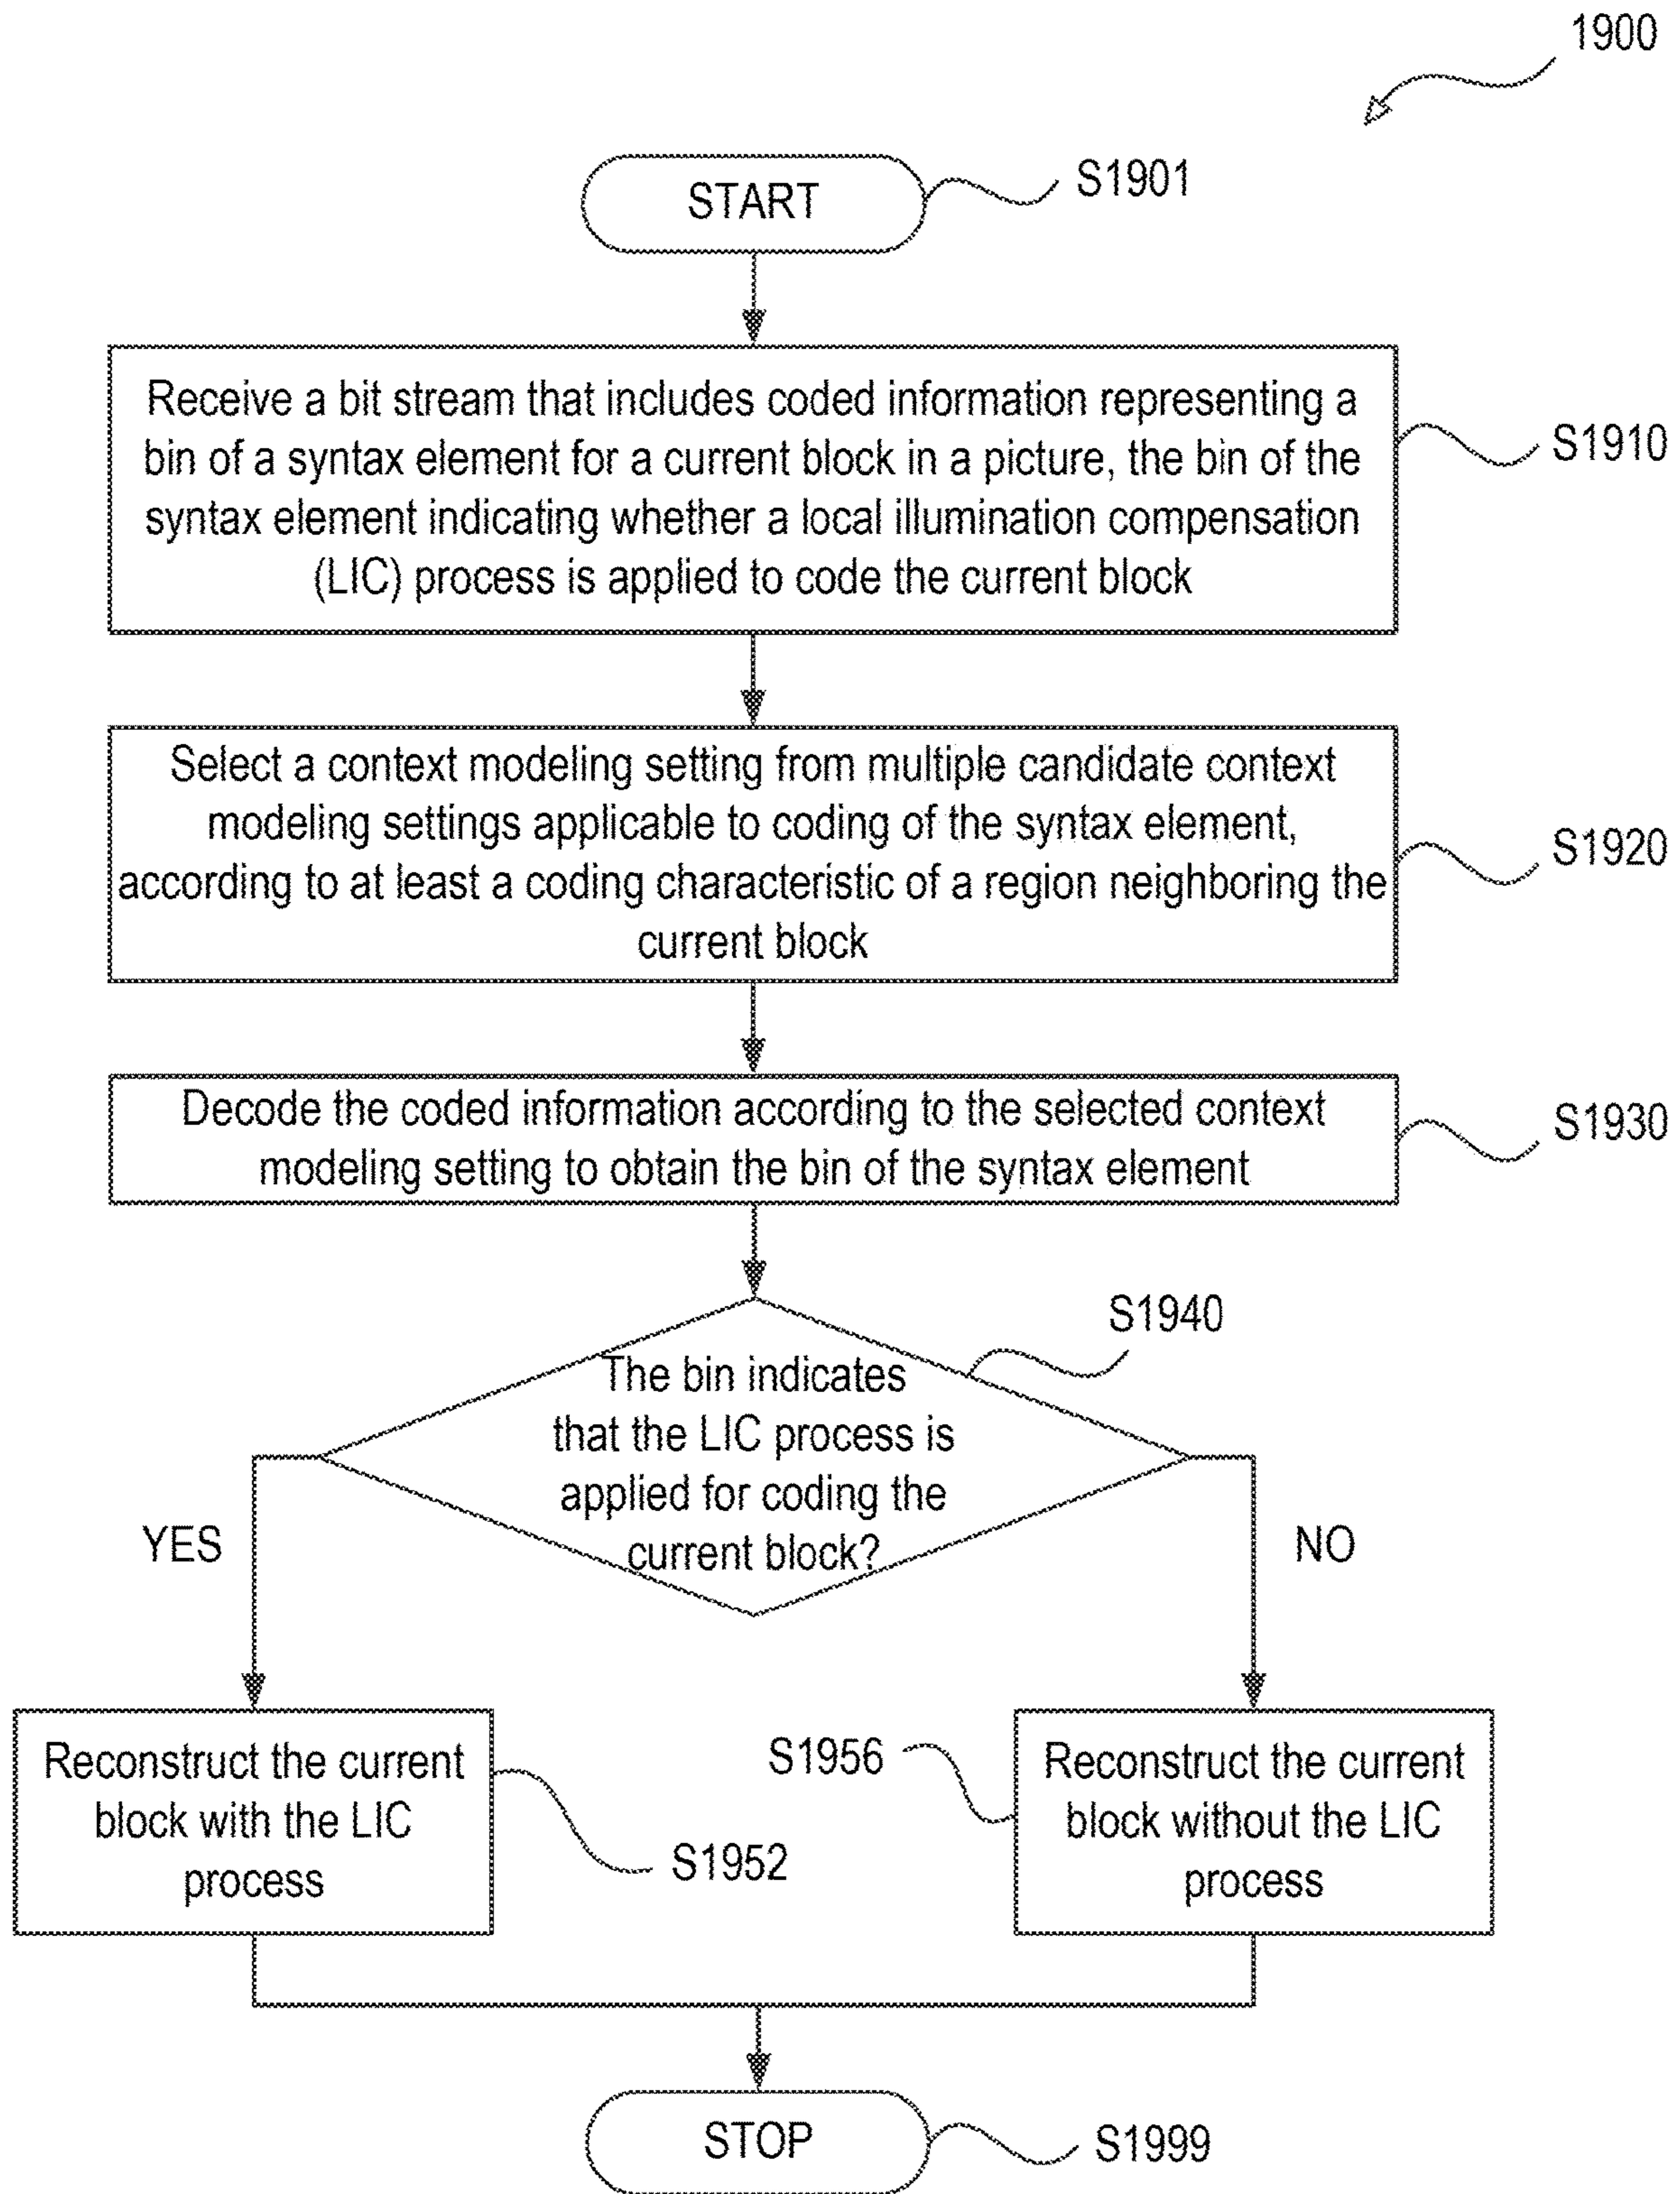 1900
START
S1901
Receive a bit stream that includes coded information representing a
bin of a syntax element for a current block in a picture, the bin of the
syntax element indicating whether a local illumination compensation
(LIC) process is applied to code the current block
S1910
Select a context modeling setting from multiple candidate context
modeling settings applicable to coding of the syntax element,
according to at least a coding characteristic of a region neighboring the
current block
S1920
Decode the coded information according to the selected context
modeling setting to obtain the bin of the syntax element
S1930
S1940
The bin indicates
that the LIC process is
applied for coding the
current block?
YES
NO
Reconstruct the current
block with the LIC
process
S1952
S1956
Reconstruct the current
block without the LIC
process
STOP
S1999